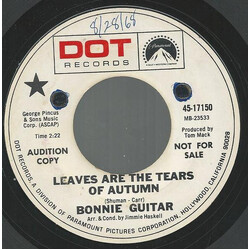 8/28/68
DOT
RECORDS
Paramount
George Pincus
& Sons Music
Corp. (ASCAP)
45-17150
MB-23533
Time 2:22
Produced by
Tom Mack
AUDITION
COPY
NOT FOR
SALE
LEAVES ARE THE TEARS
OF AUTUMN
(Shuman - Carr)
BONNIE GUITAR
Arr. & Cond. by Jimmie Haskell
DOT RECORDS, A DIVISION OF PARAMOUNT PICTURES CORPORATION, HOLLYWOOD, CALIFORNIA 90028